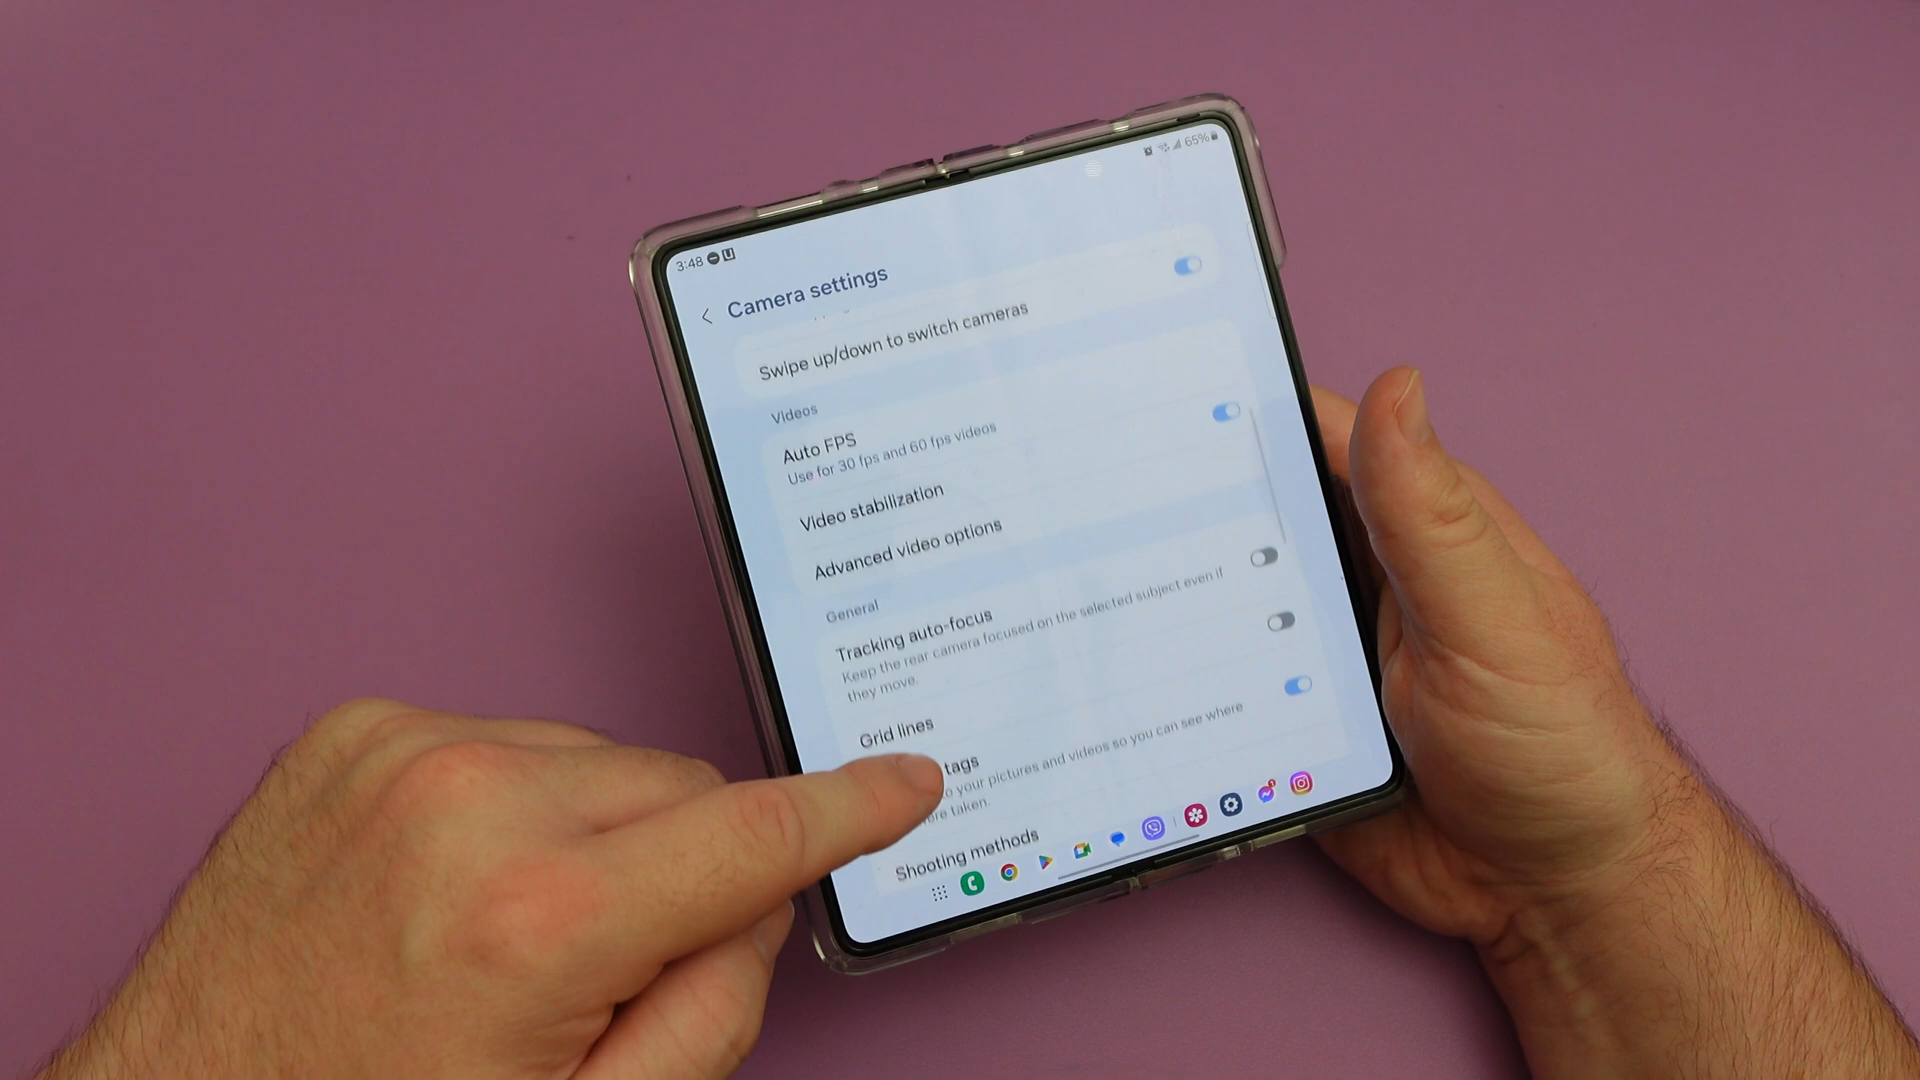 3:48
65%
Camera settings
Swipe up/down to switch cameras
Videos
Auto FPS
Use for 30 fps and 60 fps videos
Video stabilization
Advanced video options
General
Tracking auto-focus
Keep the rear camera focused on the selected subject even if
they move.
Grid lines
tags
your pictures and videos so you can see where
taken.
Shooting methods